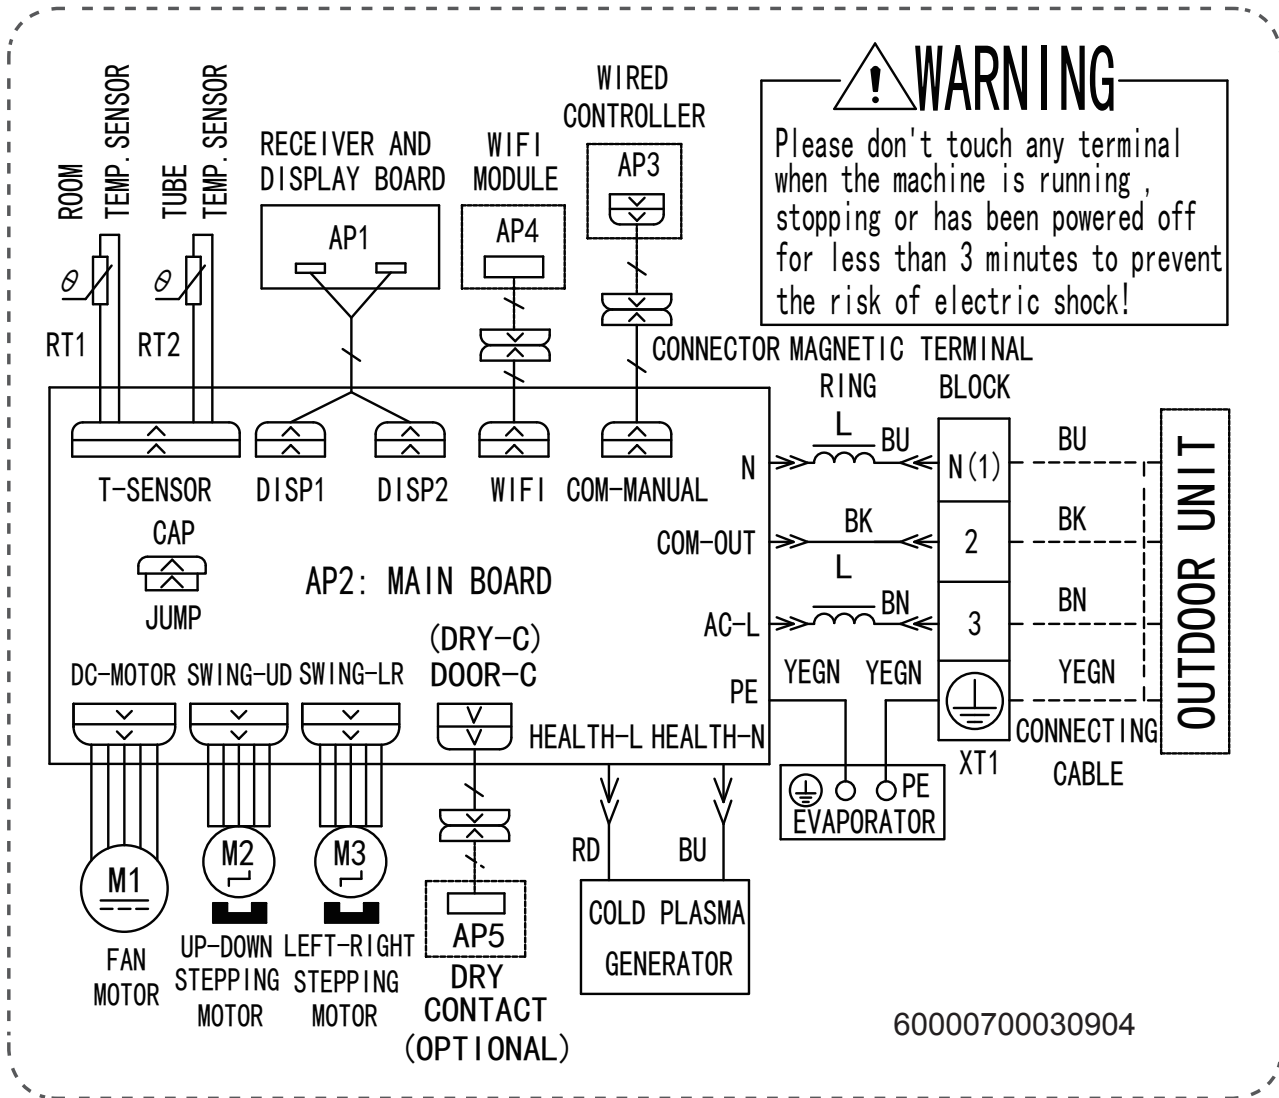 WARNING
Please don't touch any terminal
when the machine is running ,
stopping or has been powered off
for less than 3 minutes to prevent
the risk of electric shock!
ROOM
TEMP. SENSOR
TUBE
TEMP. SENSOR
RECEIVER AND
DISPLAY BOARD
WIFI
MODULE
WIRED
CONTROLLER
AP1
AP4
AP3
θ
θ
RT1
RT2
CONNECTOR
MAGNETIC
RING
TERMINAL
BLOCK
T-SENSOR
DISP1
DISP2
WIFI
COM-MANUAL
N
L
BU
N(1)
BU
CAP
JUMP
AP2: MAIN BOARD
COM-OUT
BK
2
BK
L
AC-L
BN
3
BN
OUTDOOR UNIT
PE
YEGN
YEGN
YEGN
XT1
CONNECTING
CABLE
PE
EVAPORATOR
DC-MOTOR
SWING-UD
SWING-LR
(DRY-C)
DOOR-C
HEALTH-L
HEALTH-N
M1
M2
M3
RD
BU
AP5
COLD PLASMA
GENERATOR
FAN
MOTOR
UP-DOWN
STEPPING
MOTOR
LEFT-RIGHT
STEPPING
MOTOR
DRY
CONTACT
(OPTIONAL)
60000700030904